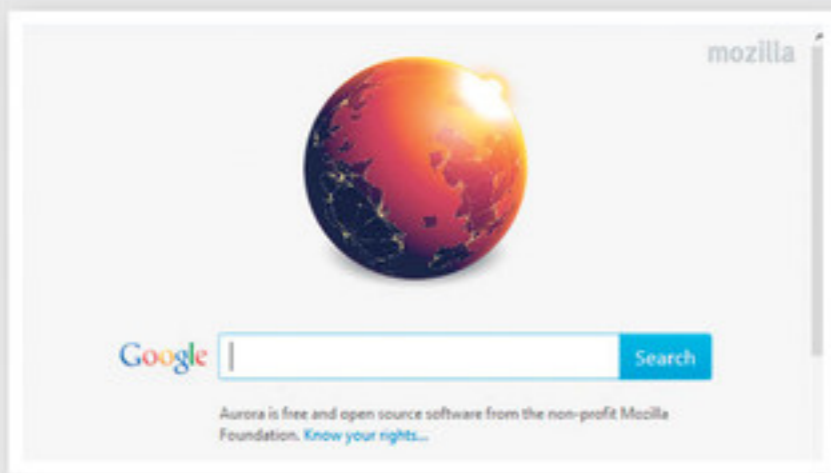 mozilla
Google
Search
Aurora is free and open source software from the non-profit Mozilla
Foundation. Know your rights...